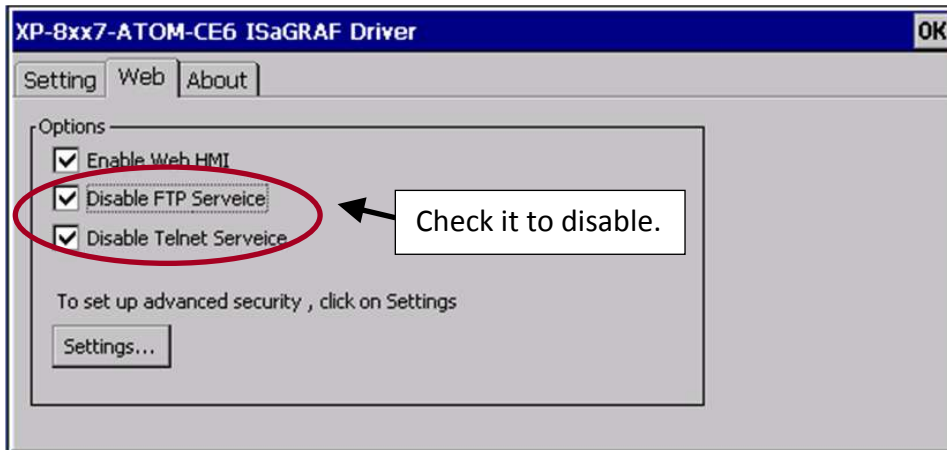 XP-8xx7-ATOM-CE6 ISaGRAF Driver OK
Setting Web About
Options
Enable Web HMI
Disable FTP Serveice
Check it to disable.
Disable Telnet Serveice
To set up advanced security , click on Settings
Settings...